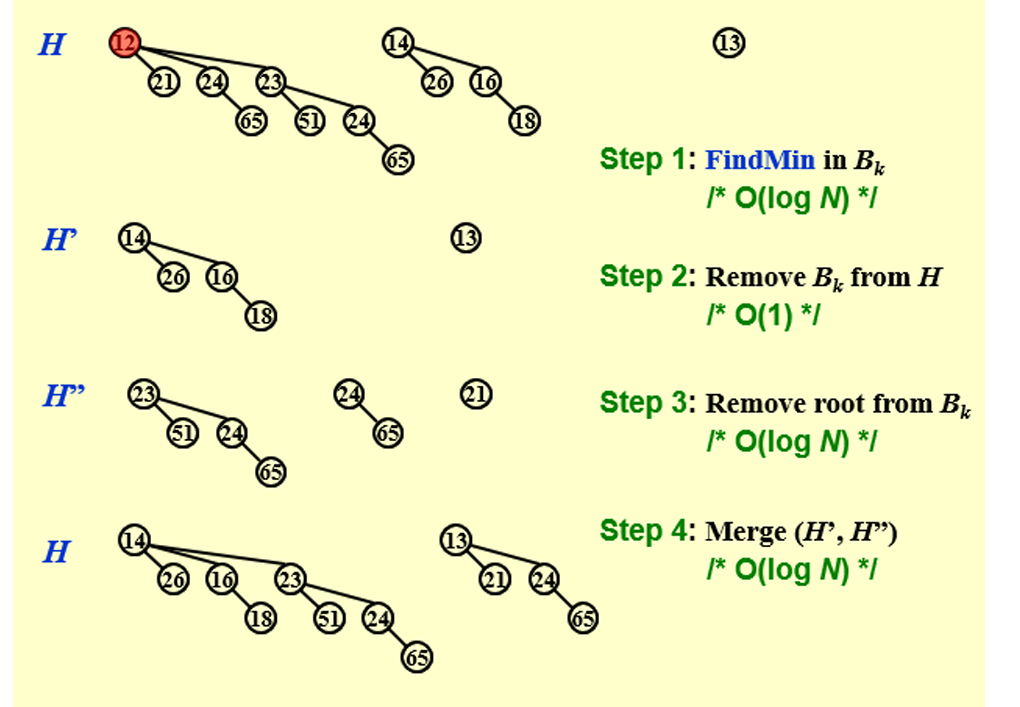 H 12 14 13
21 24 23 26 16
65 51 24 18
65
Step 1: FindMin in Bk
/* O(log N) */
H’ 14 13
26 16
18
Step 2: Remove Bk from H
/* O(1) */
H” 23 24 21
51 24 65
65
Step 3: Remove root from Bk
/* O(log N) */
H 14 13
26 16 23 21 24
18 51 24 65
65
Step 4: Merge (H’, H”)
/* O(log N) */